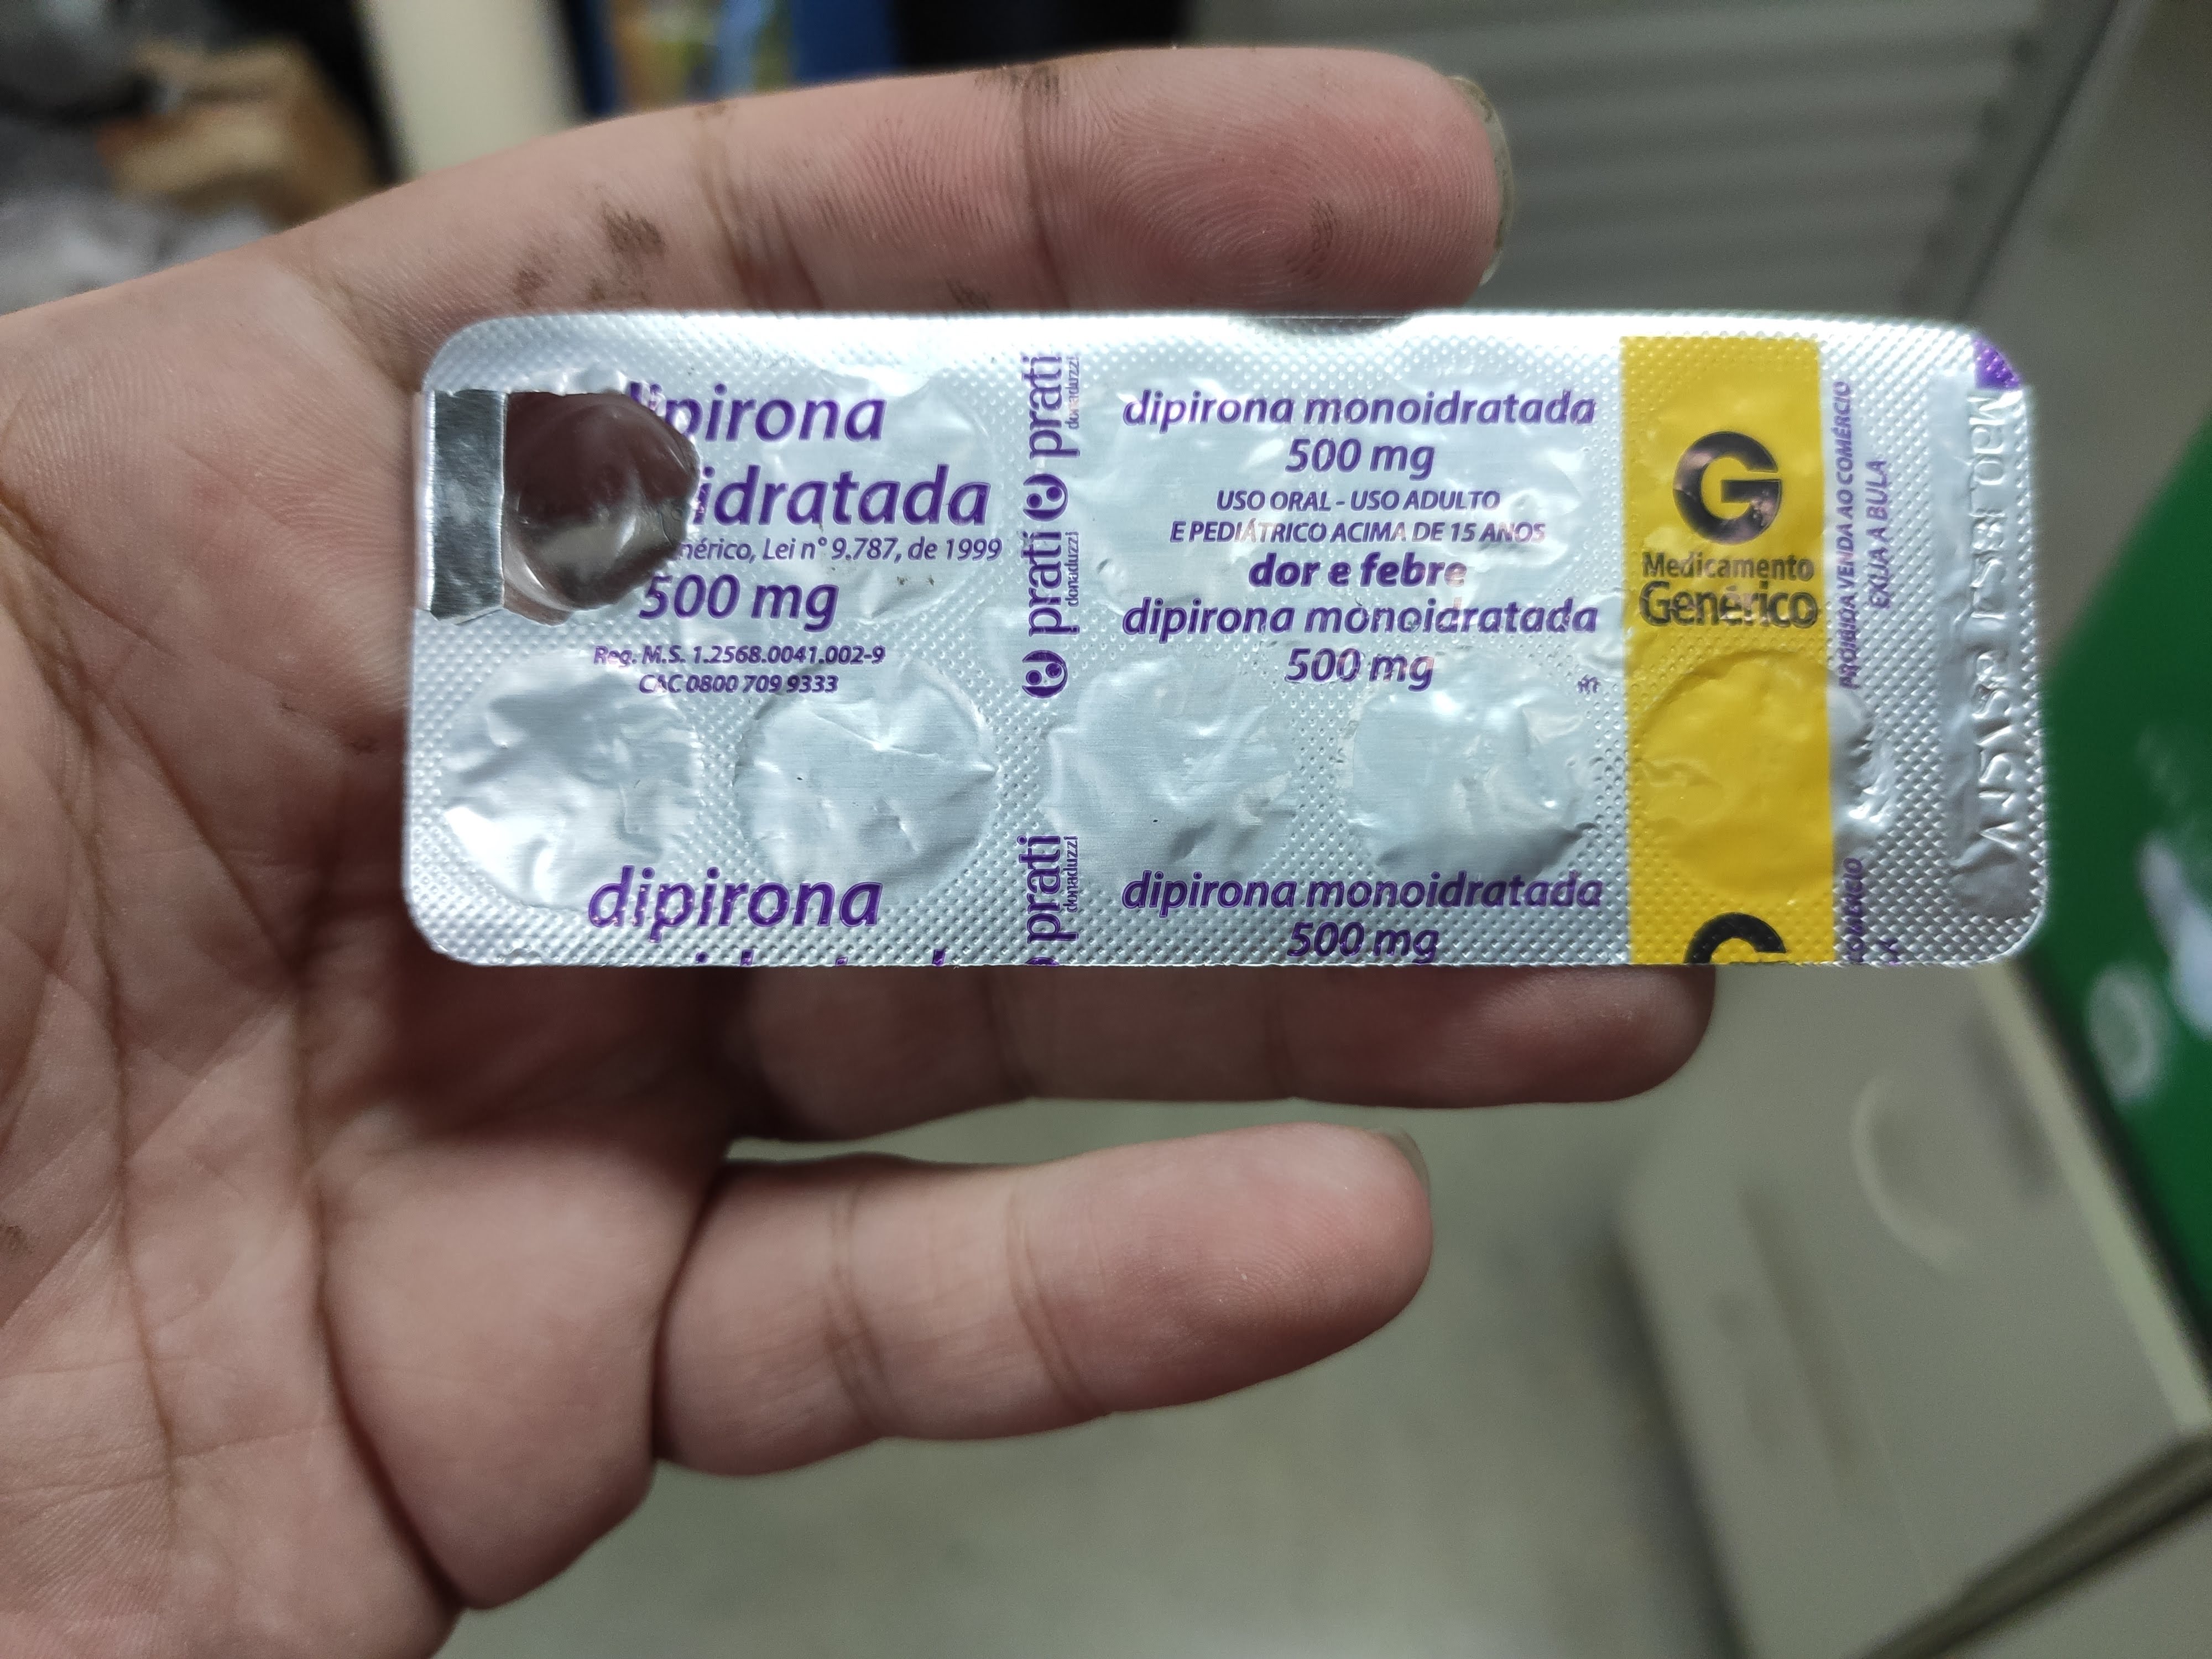 dipirona
idratada
nérico, Lei nº 9.787, de 1999
500 mg
Reg. M.S. 1.2568.0041.002-9
CAC 0800 709 9333
dipirona
prati
donaduzzi
prati
donaduzzi
prati
donaduzzi
dipirona monoidratada
500 mg
USO ORAL - USO ADULTO
E PEDIÁTRICO ACIMA DE 15 ANOS
dor e febre
dipirona monoidratada
500 mg
dipirona monoidratada
500 mg
G
Medicamento
Genérico
G
PROIBIDA VENDA AO COMÉRCIO
EXIJA A BULA